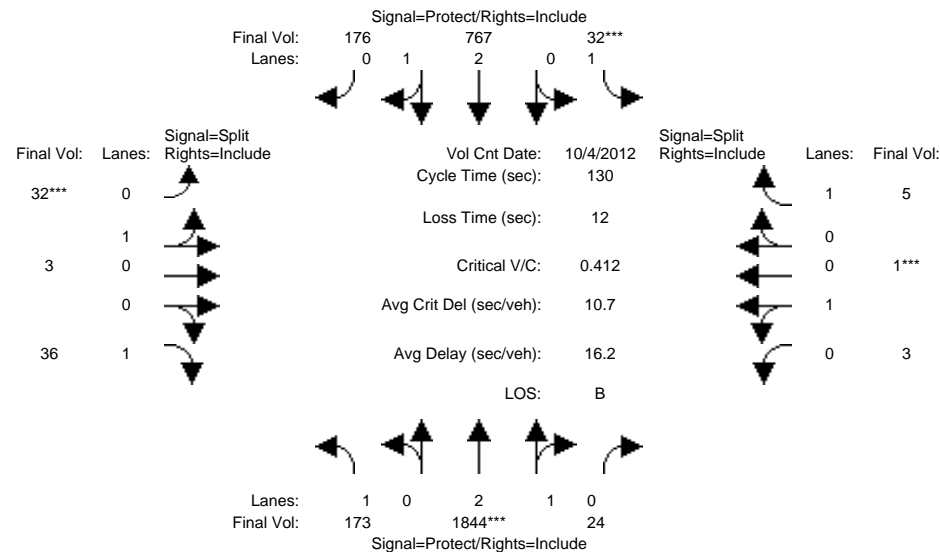 Signal=Protect/Rights=Include
Final Vol: 176 767 32***
Lanes: 0 1 2 0 1
Signal=Split
Final Vol: Lanes: Rights=Include
Vol Cnt Date: 10/4/2012
Signal=Split
Rights=Include Lanes: Final Vol:
Cycle Time (sec): 130
32*** 0
1 5
Loss Time (sec): 12
1
0
3 0
Critical V/C: 0.412
0 1***
0
Avg Crit Del (sec/veh): 10.7
1
36 1
Avg Delay (sec/veh): 16.2
0 3
LOS: B
Lanes: 1 0 2 1 0
Final Vol: 173 1844*** 24
Signal=Protect/Rights=Include